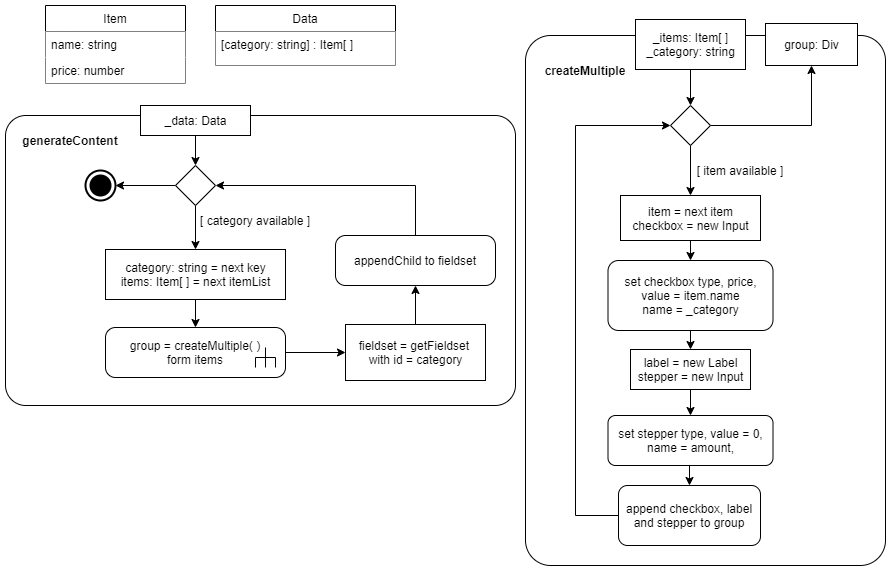 Item
name: string
price: number
Data
[category: string] : Item[ ]
generateContent
_data: Data
[ category available ]
category: string = next key
items: Item[ ] = next itemList
group = createMultiple( )
form items
fieldset = getFieldset
with id = category
appendChild to fieldset
createMultiple
_items: Item[ ]
_category: string
group: Div
[ item available ]
item = next item
checkbox = new Input
set checkbox type, price,
value = item.name
name = _category
label = new Label
stepper = new Input
set stepper type, value = 0,
name = amount,
append checkbox, label
and stepper to group